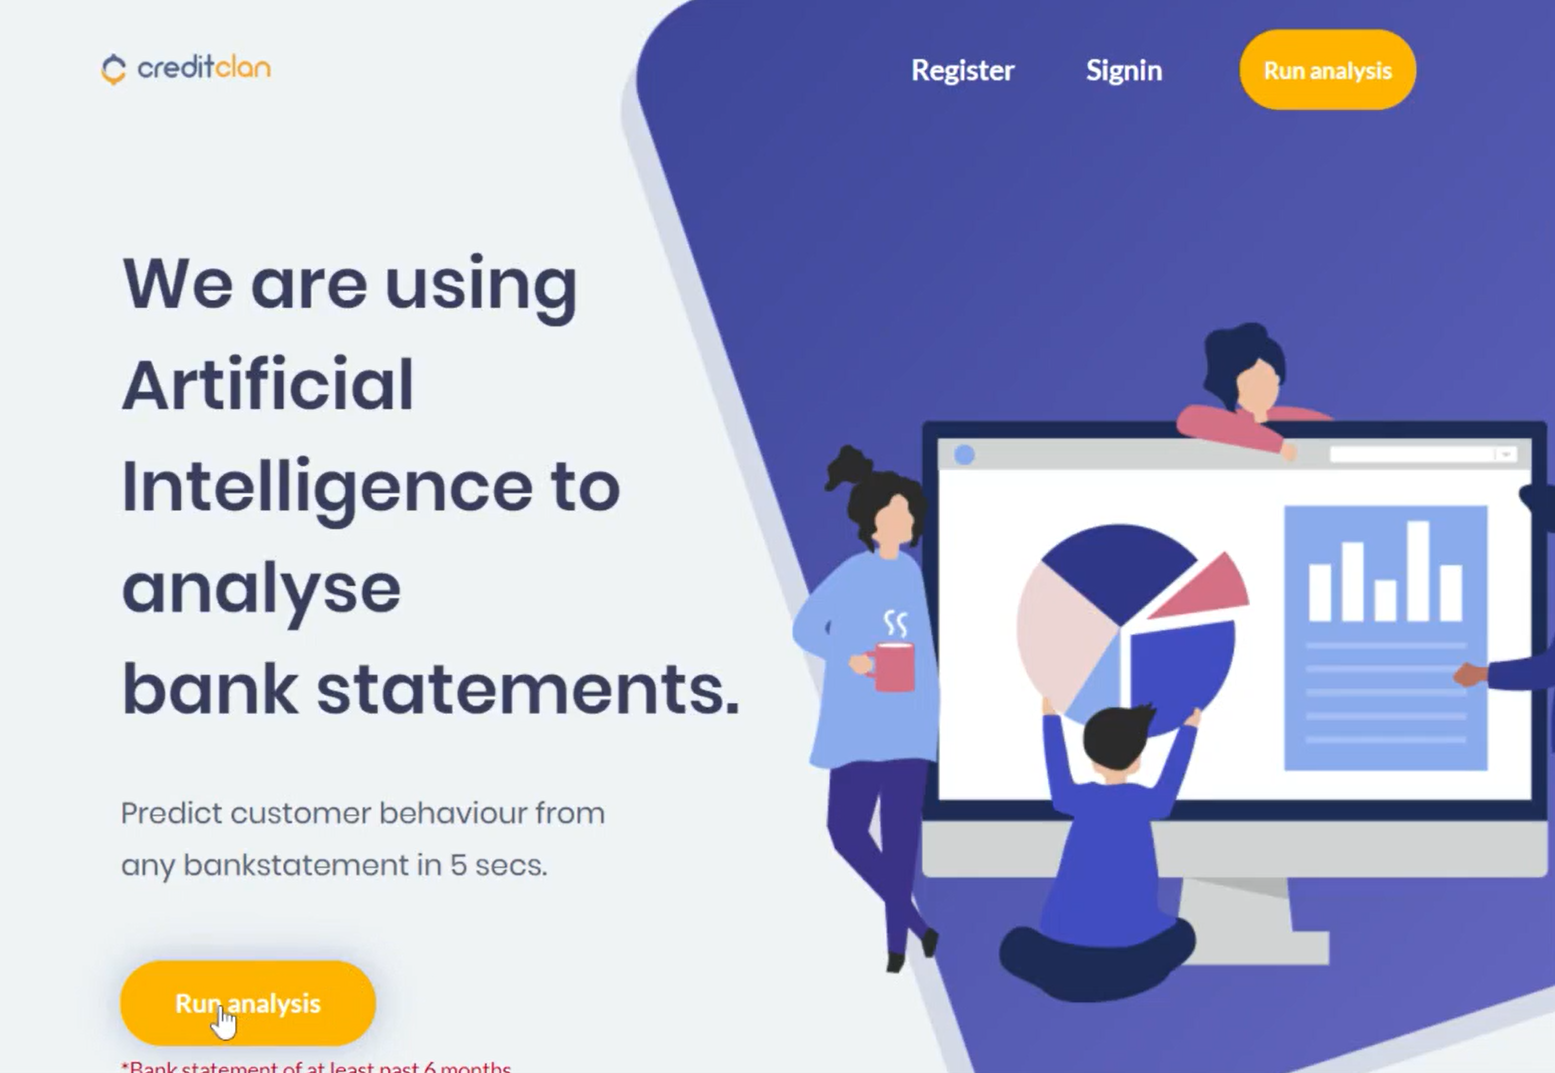 creditclan
Register
Signin
Run analysis
We are using
Artificial
Intelligence to
analyse
bank statements.
Predict customer behaviour from
any bankstatement in 5 secs.
Run analysis
*Bank statement of at least past 6 months